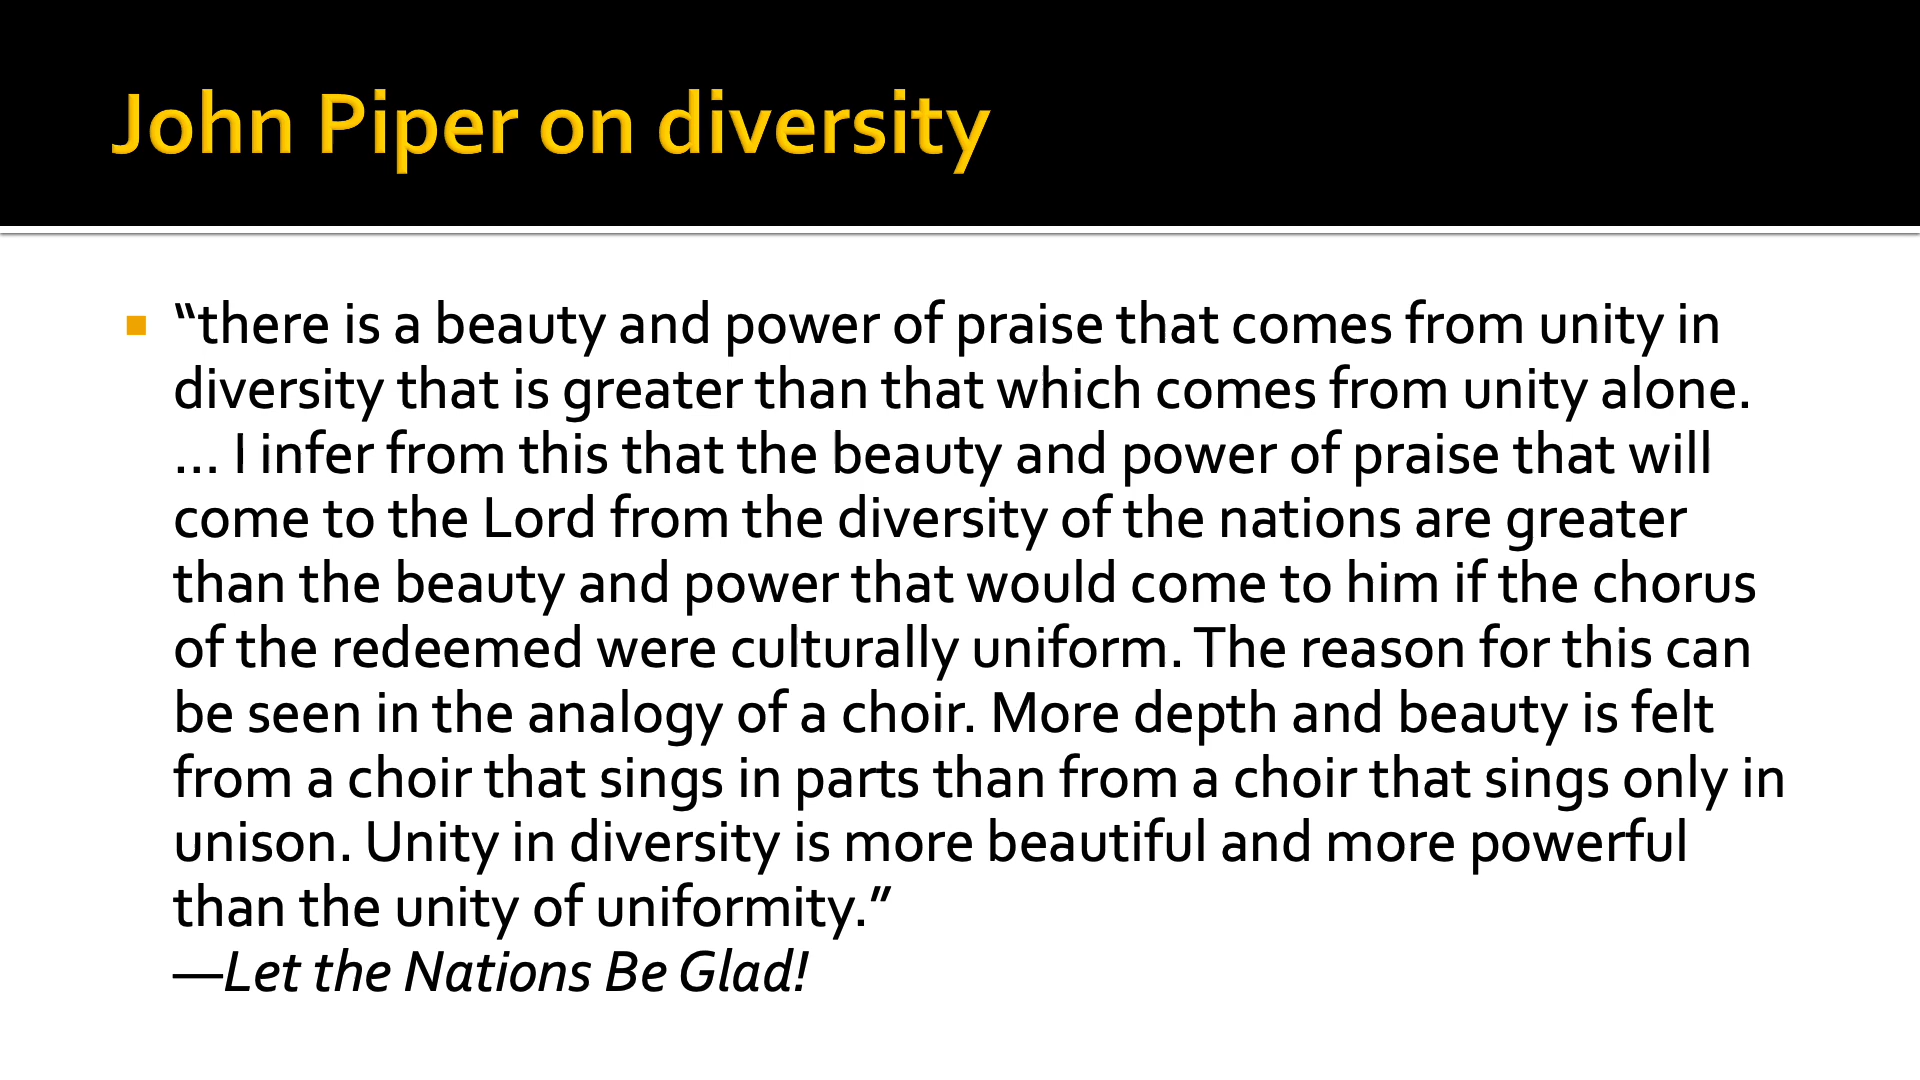 John Piper on diversity
“there is a beauty and power of praise that comes from unity in
diversity that is greater than that which comes from unity alone.
… I infer from this that the beauty and power of praise that will
come to the Lord from the diversity of the nations are greater
than the beauty and power that would come to him if the chorus
of the redeemed were culturally uniform. The reason for this can
be seen in the analogy of a choir. More depth and beauty is felt
from a choir that sings in parts than from a choir that sings only in
unison. Unity in diversity is more beautiful and more powerful
than the unity of uniformity.”
—Let the Nations Be Glad!